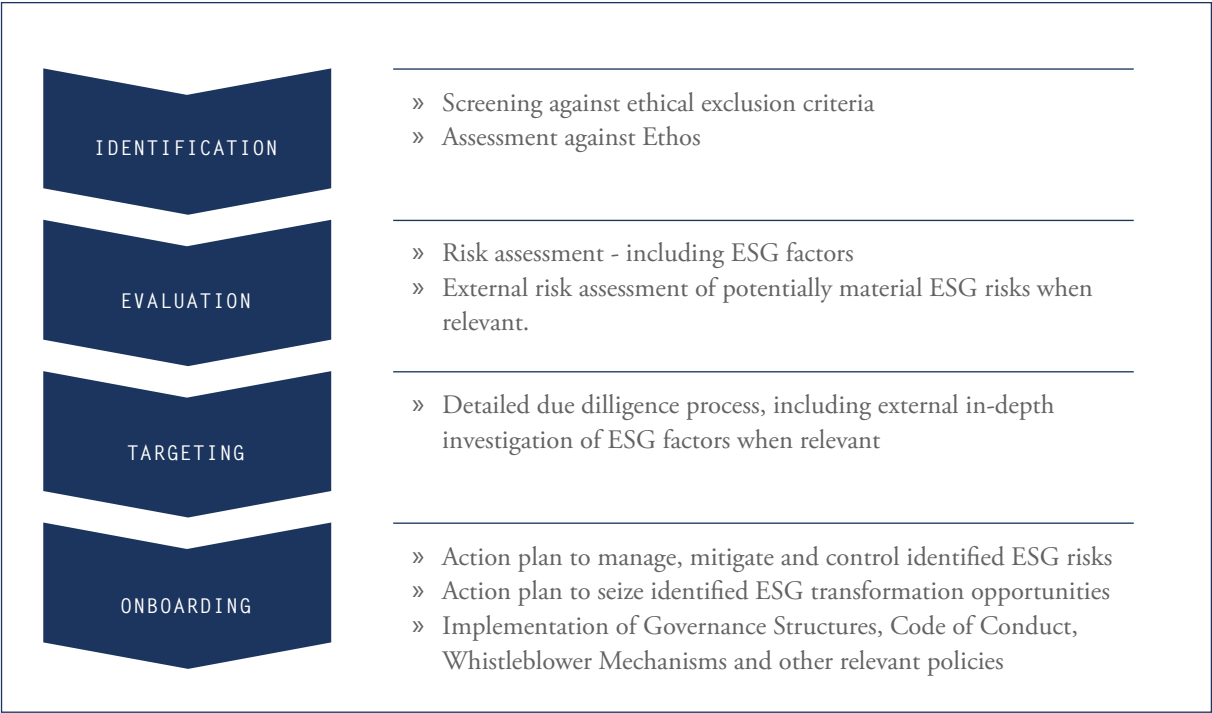 IDENTIFICATION
» Screening against ethical exclusion criteria
» Assessment against Ethos
EVALUATION
» Risk assessment - including ESG factors
» External risk assessment of potentially material ESG risks when
relevant.
TARGETING
» Detailed due dilligence process, including external in-depth
investigation of ESG factors when relevant
ONBOARDING
» Action plan to manage, mitigate and control identified ESG risks
» Action plan to seize identified ESG transformation opportunities
» Implementation of Governance Structures, Code of Conduct,
Whistleblower Mechanisms and other relevant policies